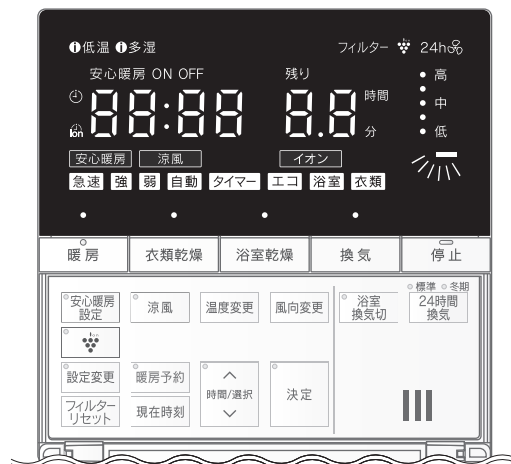 低温 多湿 フィルター 24h
安心暖房 ON OFF 残り 高
88:88 8.8 時間 中
ion 分 低
安心暖房 涼風 イオン
急速 強 弱 自動 タイマー エコ 浴室 衣類
暖房 衣類乾燥 浴室乾燥 換気 停止
標準 冬期
安心暖房設定 涼風 温度変更 風向変更 浴室換気切 24時間換気
設定変更 暖房予約 時間/選択 決定
フィルターリセット 現在時刻